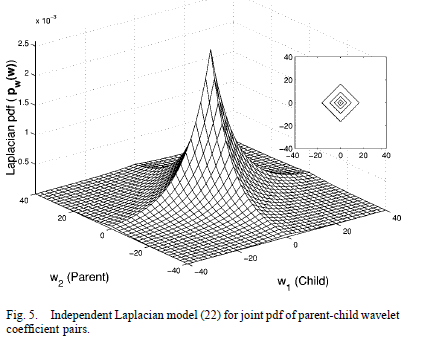 x 10⁻³
2.5
2
1.5
1
0.5
Laplacian pdf ( p_w(w))
40
20
0
−20
−40
w₂ (Parent)
−40
−20
0
20
40
w₁ (Child)
40
20
0
−20
−40
−40 −20 0 20 40
Fig. 5. Independent Laplacian model (22) for joint pdf of parent-child wavelet
coefficient pairs.